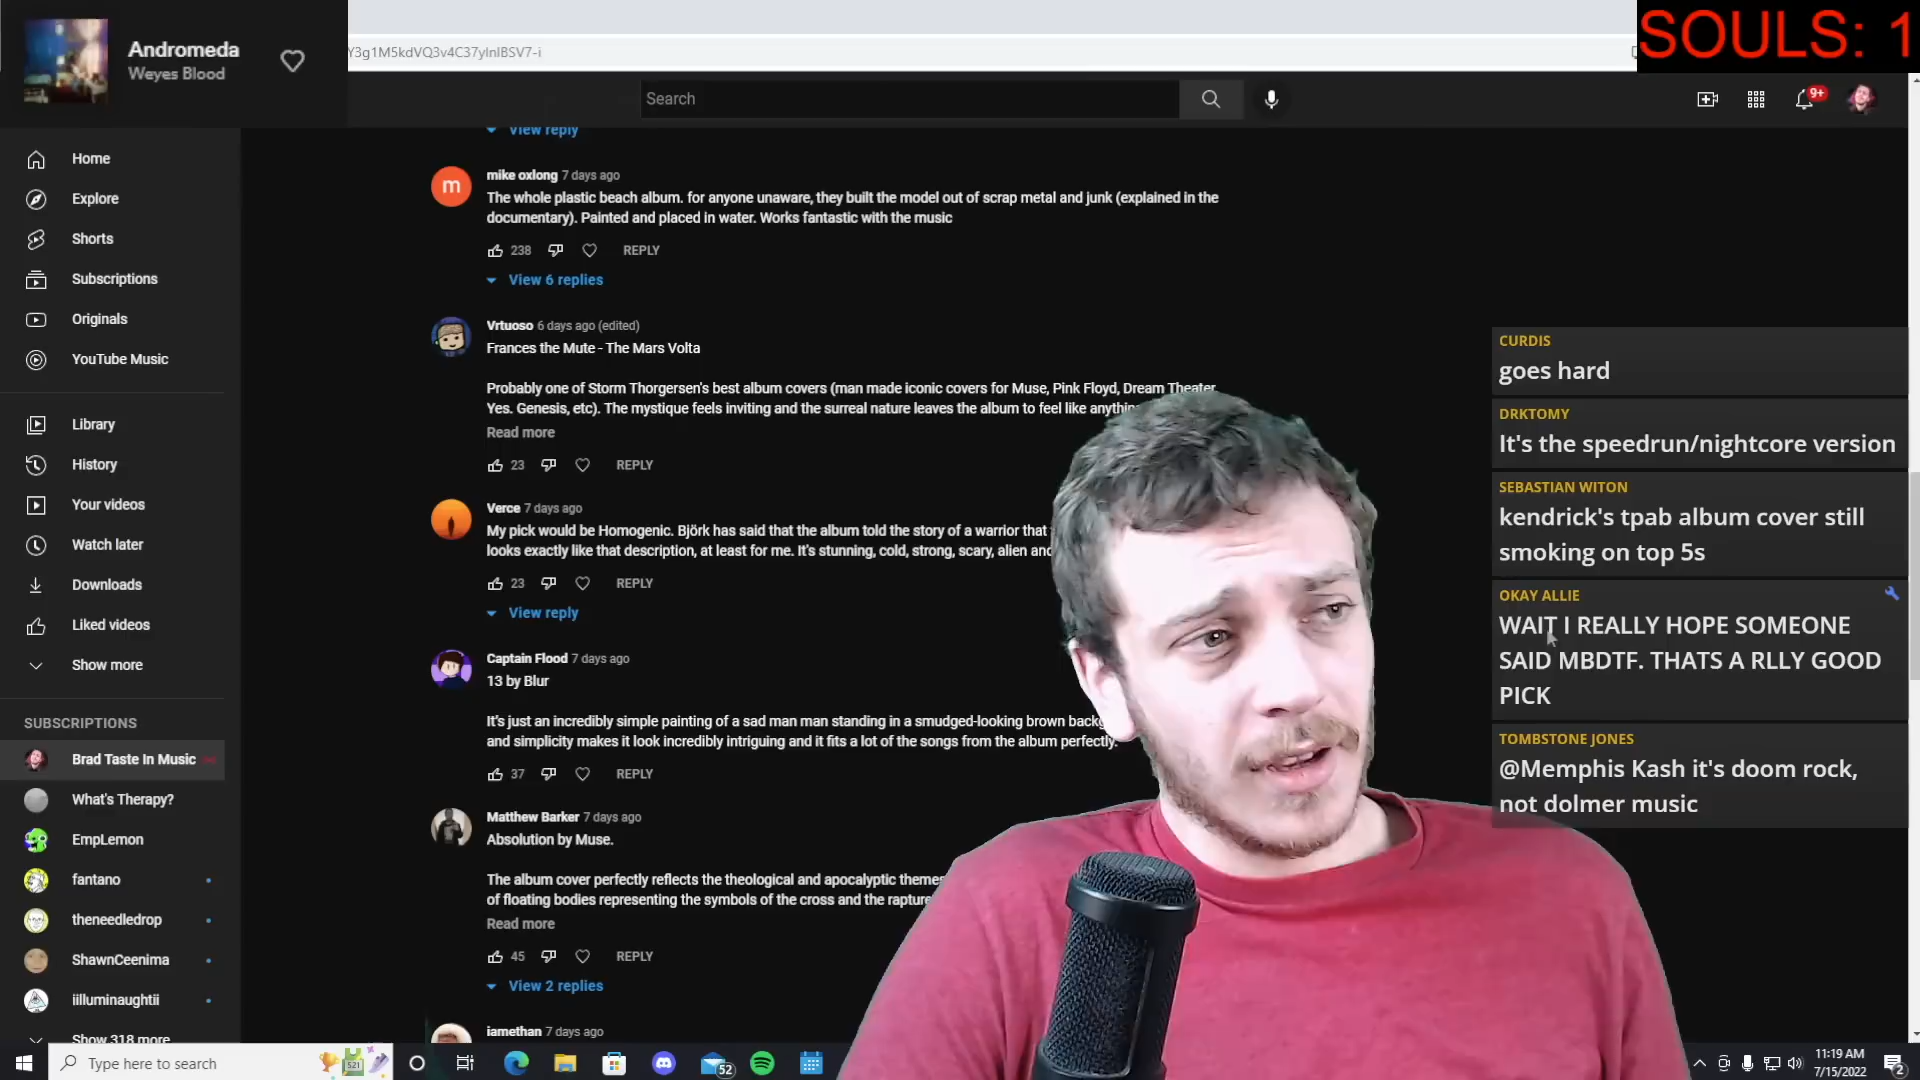 Andromeda
Weyes Blood
Y3g1M5kdVQ3v4C37yInIBSV7-i
SOULS: 1
Search
9+
Home
Explore
Shorts
Subscriptions
Originals
YouTube Music
Library
History
Your videos
Watch later
Downloads
Liked videos
Show more
SUBSCRIPTIONS
Brad Taste In Music
What's Therapy?
EmpLemon
fantano
theneedledrop
ShawnCeenima
iilluminaughtii
Show 318 more
View reply
m
mike oxlong 7 days ago
The whole plastic beach album. for anyone unaware, they built the model out of scrap metal and junk (explained in the
documentary). Painted and placed in water. Works fantastic with the music
238 REPLY
View 6 replies
Vrtuoso 6 days ago (edited)
Frances the Mute - The Mars Volta
Probably one of Storm Thorgersen's best album covers (man made iconic covers for Muse, Pink Floyd, Dream Theater,
Yes. Genesis, etc). The mystique feels inviting and the surreal nature leaves the album to feel like
Read more
23 REPLY
Verce 7 days ago
My pick would be Homogenic. Björk has said that the album told the story of a warrior that
looks exactly like that description, at least for me. It's stunning, cold, strong, scary, alien and
23 REPLY
View reply
Captain Flood 7 days ago
13 by Blur
It's just an incredibly simple painting of a sad man man standing in a smudged-looking brown
and simplicity makes it look incredibly intriguing and it fits a lot of the songs from the album perfectly.
37 REPLY
Matthew Barker 7 days ago
Absolution by Muse.
The album cover perfectly reflects the theological and apocalyptic themes
of floating bodies representing the symbols of the cross and the rapture
Read more
45 REPLY
View 2 replies
iamethan 7 days ago
CURDIS
goes hard
DRKTOMY
It's the speedrun/nightcore version
SEBASTIAN WITON
kendrick's tpab album cover still
smoking on top 5s
OKAY ALLIE
WAIT I REALLY HOPE SOMEONE
SAID MBDTF. THATS A RLLY GOOD
PICK
TOMBSTONE JONES
@Memphis Kash it's doom rock,
not dolmer music
Type here to search
521
52
11:19 AM
7/15/2022
2